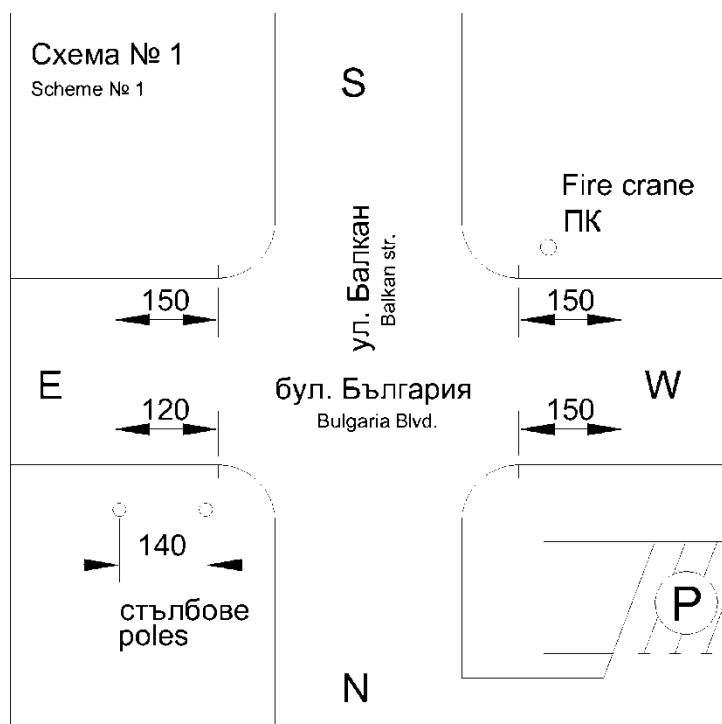 Схема № 1
Scheme № 1
S
Fire crane
ПК
ул. Балкан
Balkan str.
150
150
E
бул. България
Bulgaria Blvd.
W
120
150
140
стълбове
poles
P
N